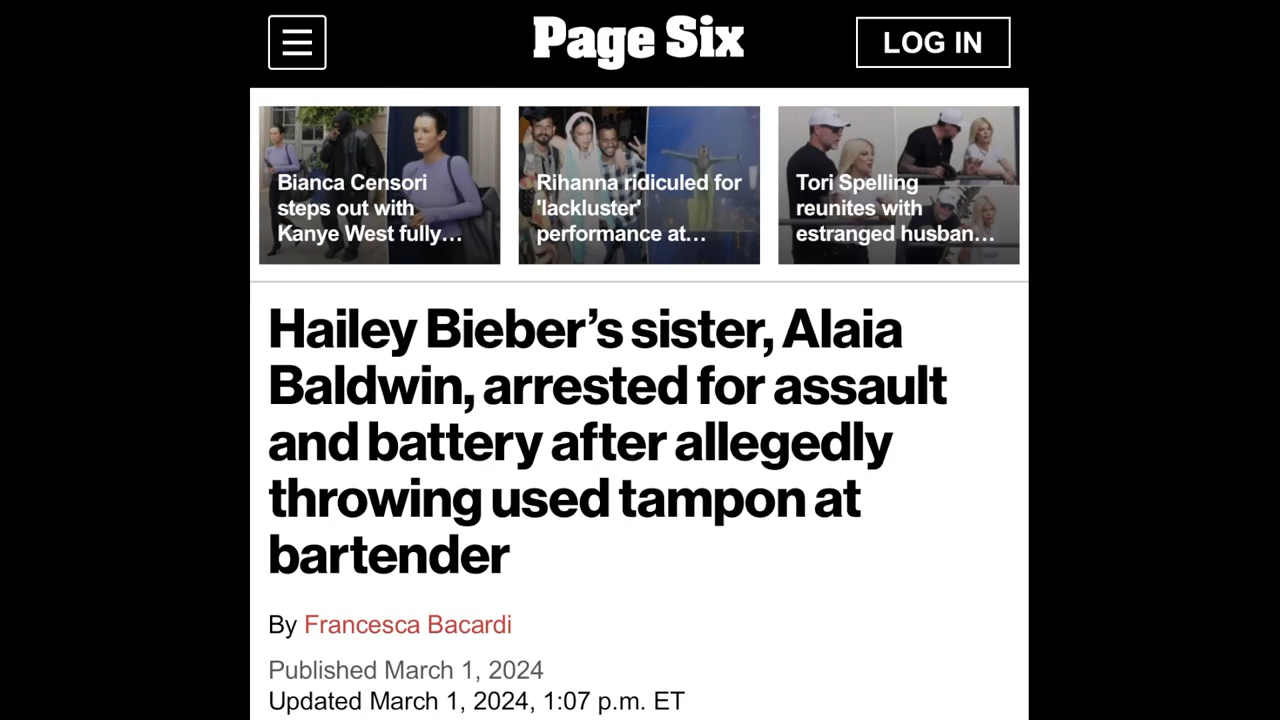 Page Six
LOG IN
Bianca Censori
steps out with
Kanye West fully…
Rihanna ridiculed for
'lackluster'
performance at…
Tori Spelling
reunites with
estranged husban…
Hailey Bieber’s sister, Alaia
Baldwin, arrested for assault
and battery after allegedly
throwing used tampon at
bartender
By Francesca Bacardi
Published March 1, 2024
Updated March 1, 2024, 1:07 p.m. ET